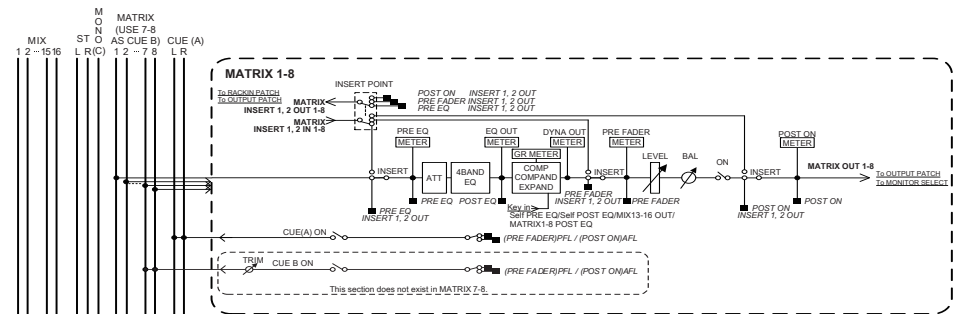 M
O
N
O
(C)
MATRIX
(USE 7-8
AS CUE B)
CUE (A)
MIX
ST
1 2 ··· 15 16
L R
1 2 ··· 7 8
L R
MATRIX 1-8
INSERT POINT
To RACKIN PATCH
To OUTPUT PATCH
MATRIX
INSERT 1, 2 OUT 1-8
MATRIX
INSERT 1, 2 IN 1-8
POST ON INSERT 1, 2 OUT
PRE FADER INSERT 1, 2 OUT
PRE EQ INSERT 1, 2 OUT
PRE EQ
METER
EQ OUT
METER
DYNA OUT
METER
PRE FADER
METER
POST ON
METER
GR METER
LEVEL
BAL
ON
INSERT
ATT
4BAND
EQ
COMP
COMPAND
EXPAND
INSERT
INSERT
MATRIX OUT 1-8
To OUTPUT PATCH
To MONITOR SELECT
PRE EQ
POST EQ
PRE FADER
INSERT 1, 2 OUT
PRE FADER
POST ON
PRE EQ
INSERT 1, 2 OUT
Key in
Self PRE EQ/Self POST EQ/MIX13-16 OUT/
MATRIX1-8 POST EQ
POST ON
INSERT 1, 2 OUT
CUE(A) ON
(PRE FADER)PFL / (POST ON)AFL
TRIM
CUE B ON
(PRE FADER)PFL / (POST ON)AFL
This section does not exist in MATRIX 7-8.